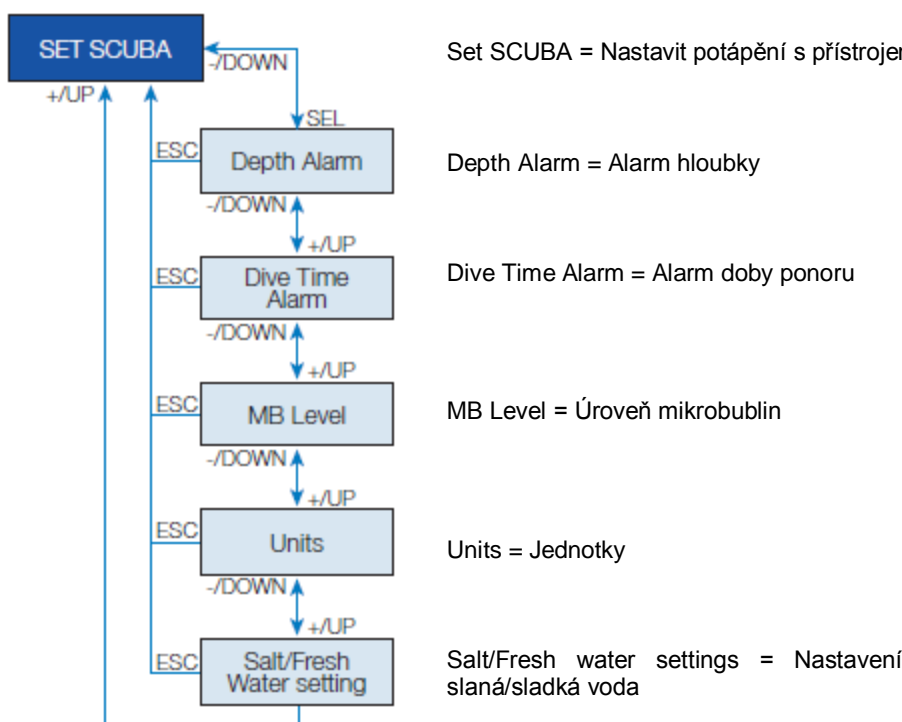 SET SCUBA
Set SCUBA = Nastavit potápění s
-/DOWN
+/UP
SEL
ESC
Depth Alarm
Depth Alarm = Alarm hloubky
-/DOWN
+/UP
ESC
Dive Time
Alarm
Dive Time Alarm = Alarm doby ponoru
-/DOWN
+/UP
ESC
MB Level
MB Level = Úroveň mikrobublin
-/DOWN
+/UP
ESC
Units
Units = Jednotky
-/DOWN
+/UP
ESC
Salt/Fresh
Water setting
Salt/Fresh water settings = Nastavení
slaná/sladká voda